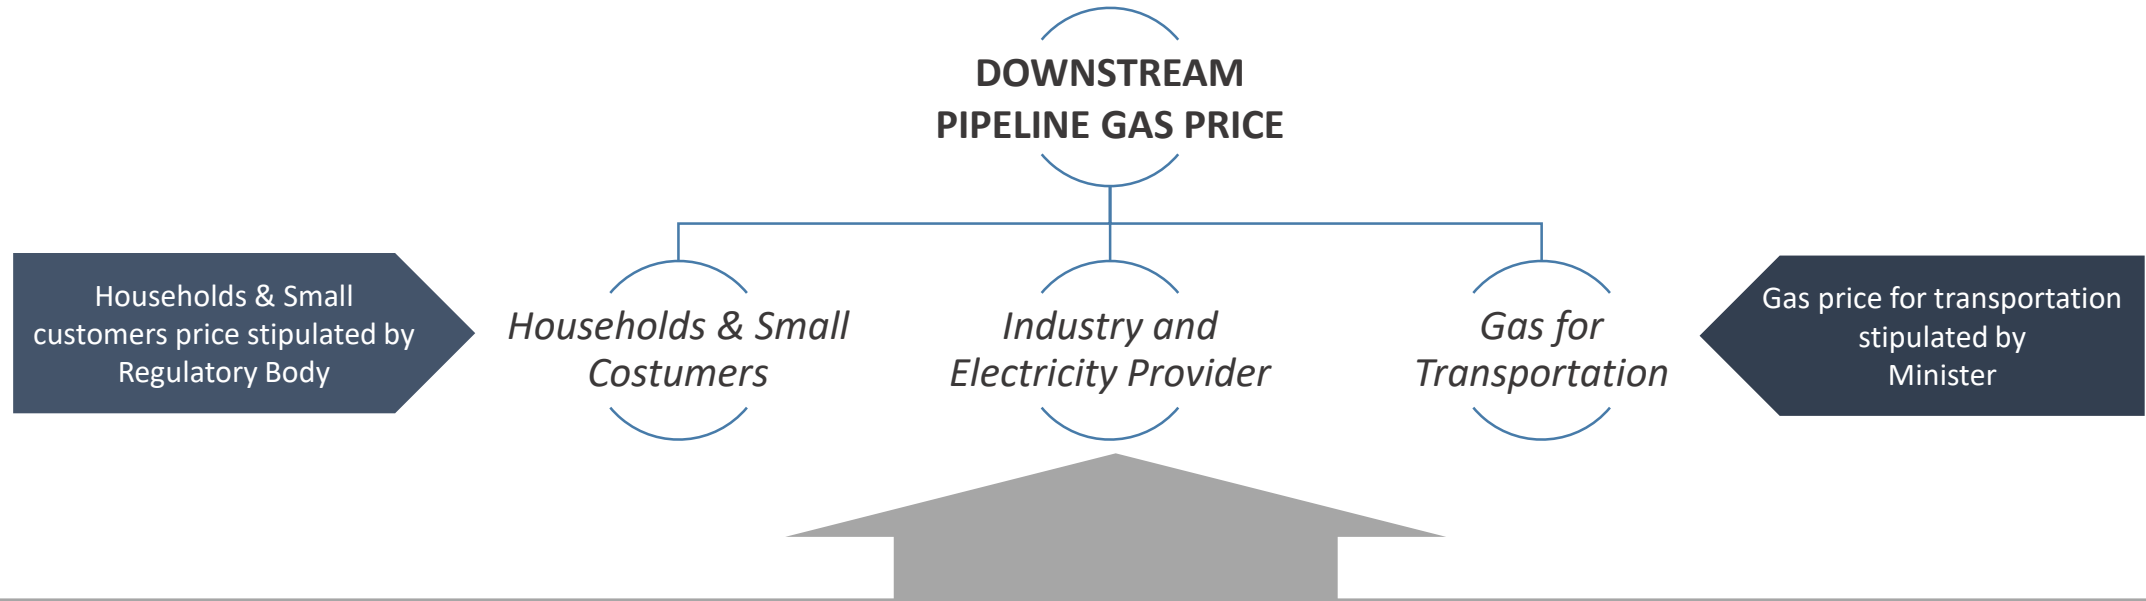 DOWNSTREAM
PIPELINE GAS PRICE
Households & Small
customers price stipulated by
Regulatory Body
Households & Small
Costumers
Industry and
Electricity Provider
Gas for
Transportation
Gas price for transportation
stipulated by
Minister